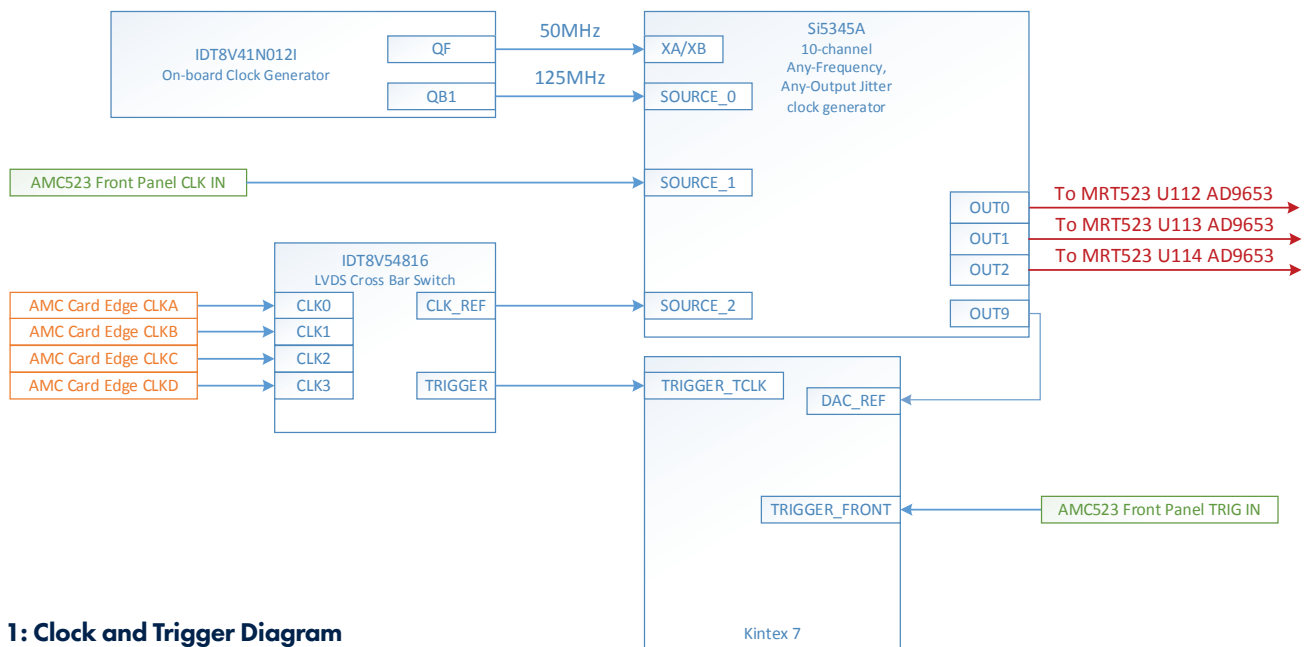 IDT8V41N012I
On-board Clock Generator
QF
QB1
50MHz
125MHz
Si5345A
10-channel
Any-Frequency,
Any-Output Jitter
clock generator
XA/XB
SOURCE_0
AMC523 Front Panel CLK IN
SOURCE_1
OUT0
OUT1
OUT2
OUT9
To MRT523 U112 AD9653
To MRT523 U113 AD9653
To MRT523 U114 AD9653
IDT8V54816
LVDS Cross Bar Switch
AMC Card Edge CLKA
AMC Card Edge CLKB
AMC Card Edge CLKC
AMC Card Edge CLKD
CLK0
CLK1
CLK2
CLK3
CLK_REF
TRIGGER
SOURCE_2
TRIGGER_TCLK
DAC_REF
TRIGGER_FRONT
AMC523 Front Panel TRIG IN
Kintex 7
1: Clock and Trigger Diagram